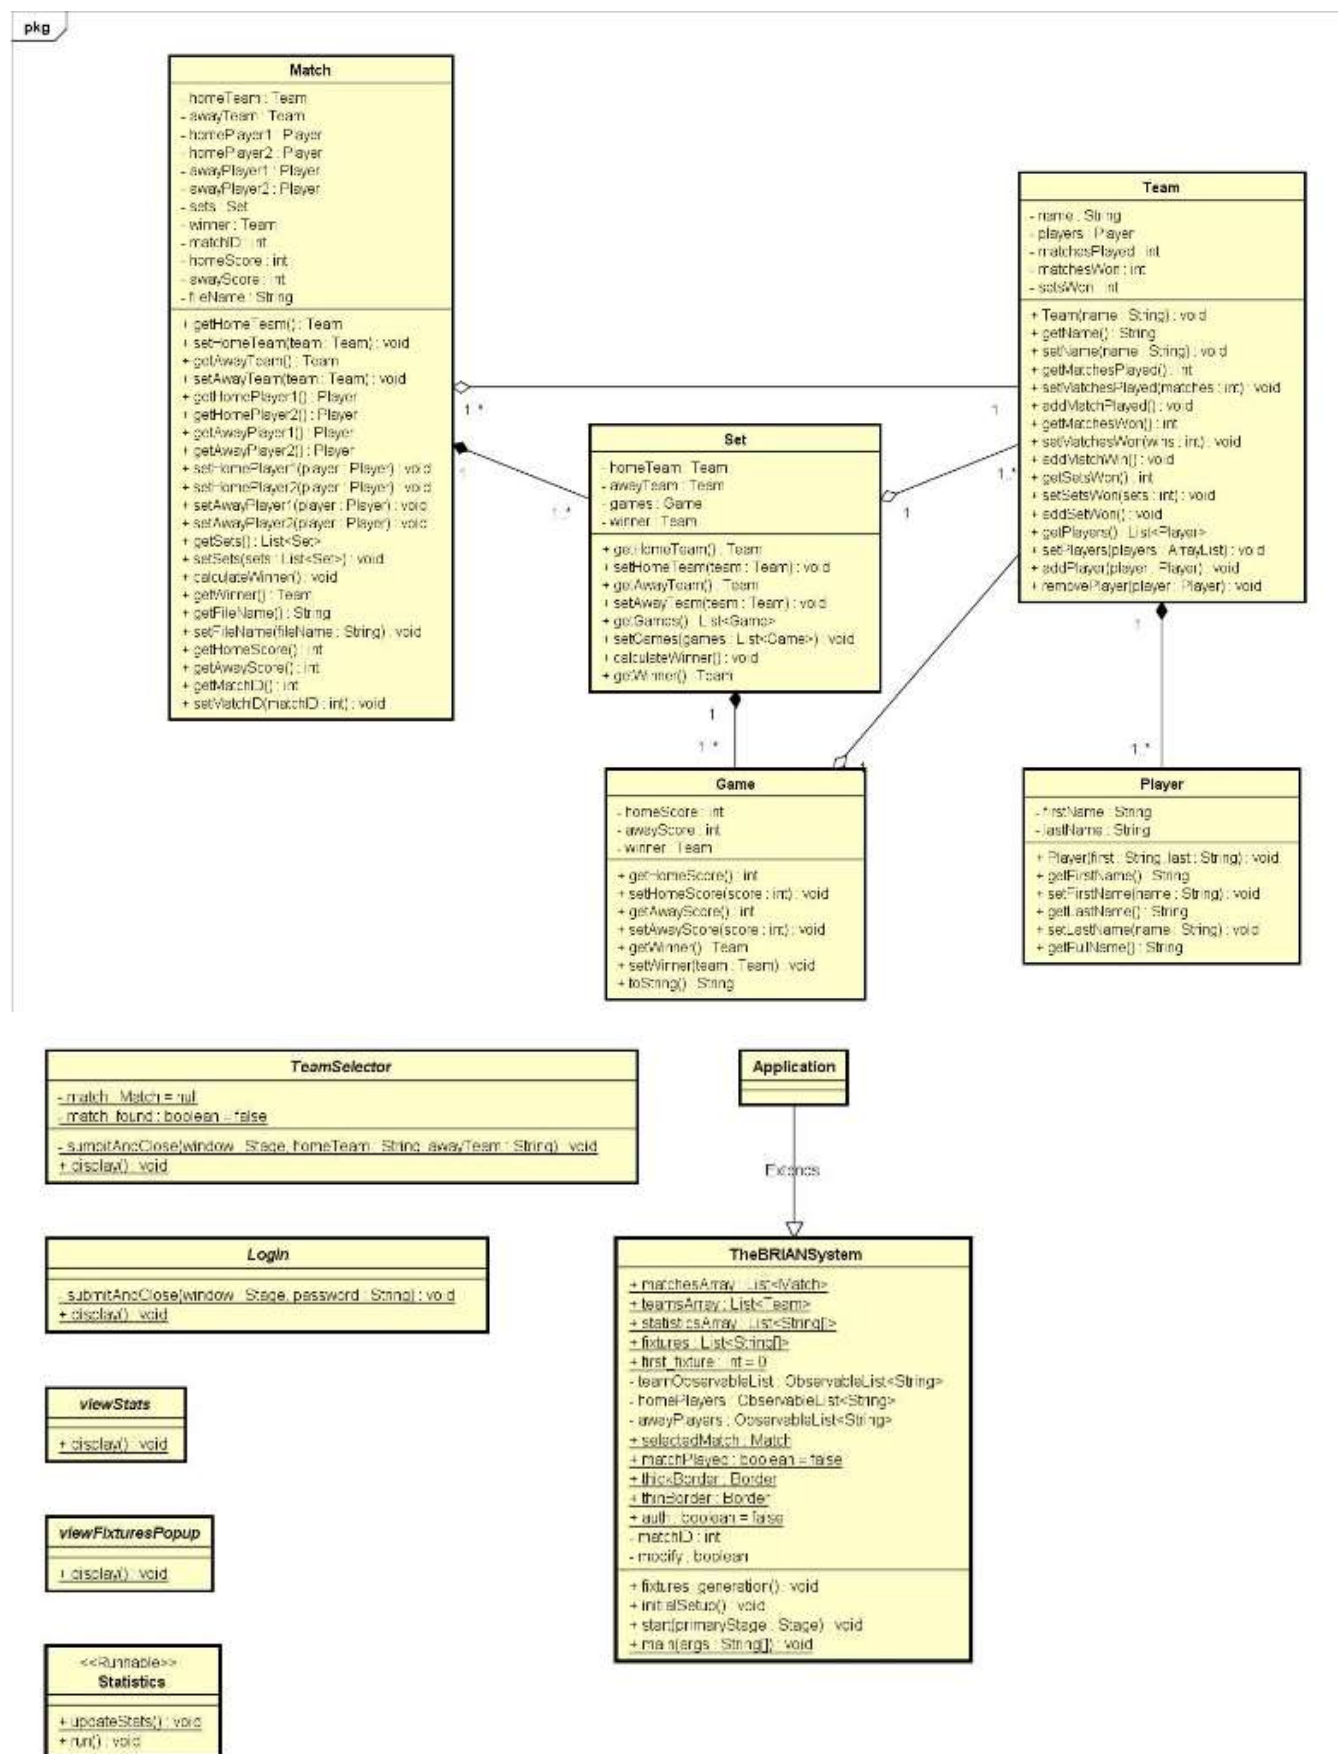 pkg
Match
- homeTeam : Team
- awayTeam : Team
- homePlayer1 : Player
- homePlayer2 : Player
- awayPlayer1 : Player
- awayPlayer2 : Player
- sets : Set
- winner : Team
- matchID : int
- homeScore : int
- awayScore : int
- fileName : String
+ getHomeTeam() : Team
+ setHomeTeam(team : Team) : void
+ getAwayTeam() : Team
+ setAwayTeam(team : Team) : void
+ getHomePlayer1() : Player
+ getHomePlayer2() : Player
+ getAwayPlayer1() : Player
+ getAwayPlayer2() : Player
+ setHomePlayer1(player : Player) : void
+ setHomePlayer2(player : Player) : void
+ setAwayPlayer1(player : Player) : void
+ setAwayPlayer2(player : Player) : void
+ getSets() : List<Set>
+ setSets(sets : List<Set>) : void
+ calculateWinner() : void
+ getWinner() : Team
+ getFileName() : String
+ setFileName(fileName : String) : void
+ getHomeScore() : int
+ getAwayScore() : int
+ getMatchID() : int
+ setMatchID(matchID : int) : void
1..*
1
1
1..*
Team
- name : String
- players : Player
- matchesPlayed : int
- matchesWon : int
- setsWon : int
+ Team(name : String) : void
+ getName() : String
+ setName(name : String) : void
+ getMatchesPlayed() : int
+ setMatchesPlayed(matches : int) : void
+ addMatchPlayed() : void
+ getMatchesWon() : int
+ setMatchesWon(wins : int) : void
+ addMatchWin() : void
+ getSetsWon() : int
+ setSetsWon(sets : int) : void
+ addSetWon() : void
+ getPlayers() : List<Player>
+ setPlayers(players : ArrayList) : void
+ addPlayer(player : Player) : void
+ removePlayer(player : Player) : void
Set
- homeTeam : Team
- awayTeam : Team
- games : Game
- winner : Team
+ getHomeTeam() : Team
+ setHomeTeam(team : Team) : void
+ getAwayTeam() : Team
+ setAwayTeam(team : Team) : void
+ getGames() : List<Game>
+ setGames(games : List<Game>) : void
+ calculateWinner() : void
+ getWinner() : Team
1
1..*
1
1..*
1
1..*
Game
- homeScore : int
- awayScore : int
- winner : Team
+ getHomeScore() : int
+ setHomeScore(score : int) : void
+ getAwayScore() : int
+ setAwayScore(score : int) : void
+ getWinner() : Team
+ setWinner(team : Team) : void
+ toString() : String
Player
- firstName : String
- lastName : String
+ Player(first : String, last : String) : void
+ getFirstName() : String
+ setFirstName(name : String) : void
+ getLastName() : String
+ setLastName(name : String) : void
+ getFullName() : String
TeamSelector
- match : Match = null
- match_found : boolean = false
- sumbitAndClose(window : Stage, homeTeam : String, awayTeam : String) : void
+ display() : void
Application
Extends
Login
- submitAndClose(window : Stage, password : String) : void
+ display() : void
viewStats
+ display() : void
viewFixturesPopup
+ display() : void
<<Runnable>>
Statistics
+ updateStats() : void
+ run() : void
TheBRIANSystem
+ matchesArray : List<Match>
+ teamsArray : List<Team>
+ statisticsArray : List<String[]>
+ fixtures : List<String[]>
+ first_fixture : int = 0
- teamObservableList : ObservableList<String>
- homePlayers : ObservableList<String>
- awayPlayers : ObservableList<String>
+ selectedMatch : Match
+ matchPlayed : boolean = false
+ thickBorder : Border
+ thinBorder : Border
+ auth : boolean = false
- matchID : int
- modify : boolean
+ fixtures_generation() : void
+ initialSetup() : void
+ start(primaryStage : Stage) : void
+ main(args : String[]) : void